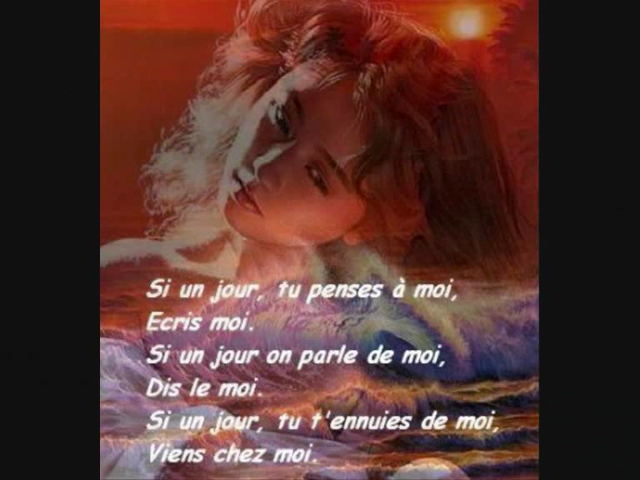 Si un jour, tu penses à moi,
Ecris moi.
Si un jour on parle de moi,
Dis le moi.
Si un jour, tu t'ennuies de moi,
Viens chez moi.